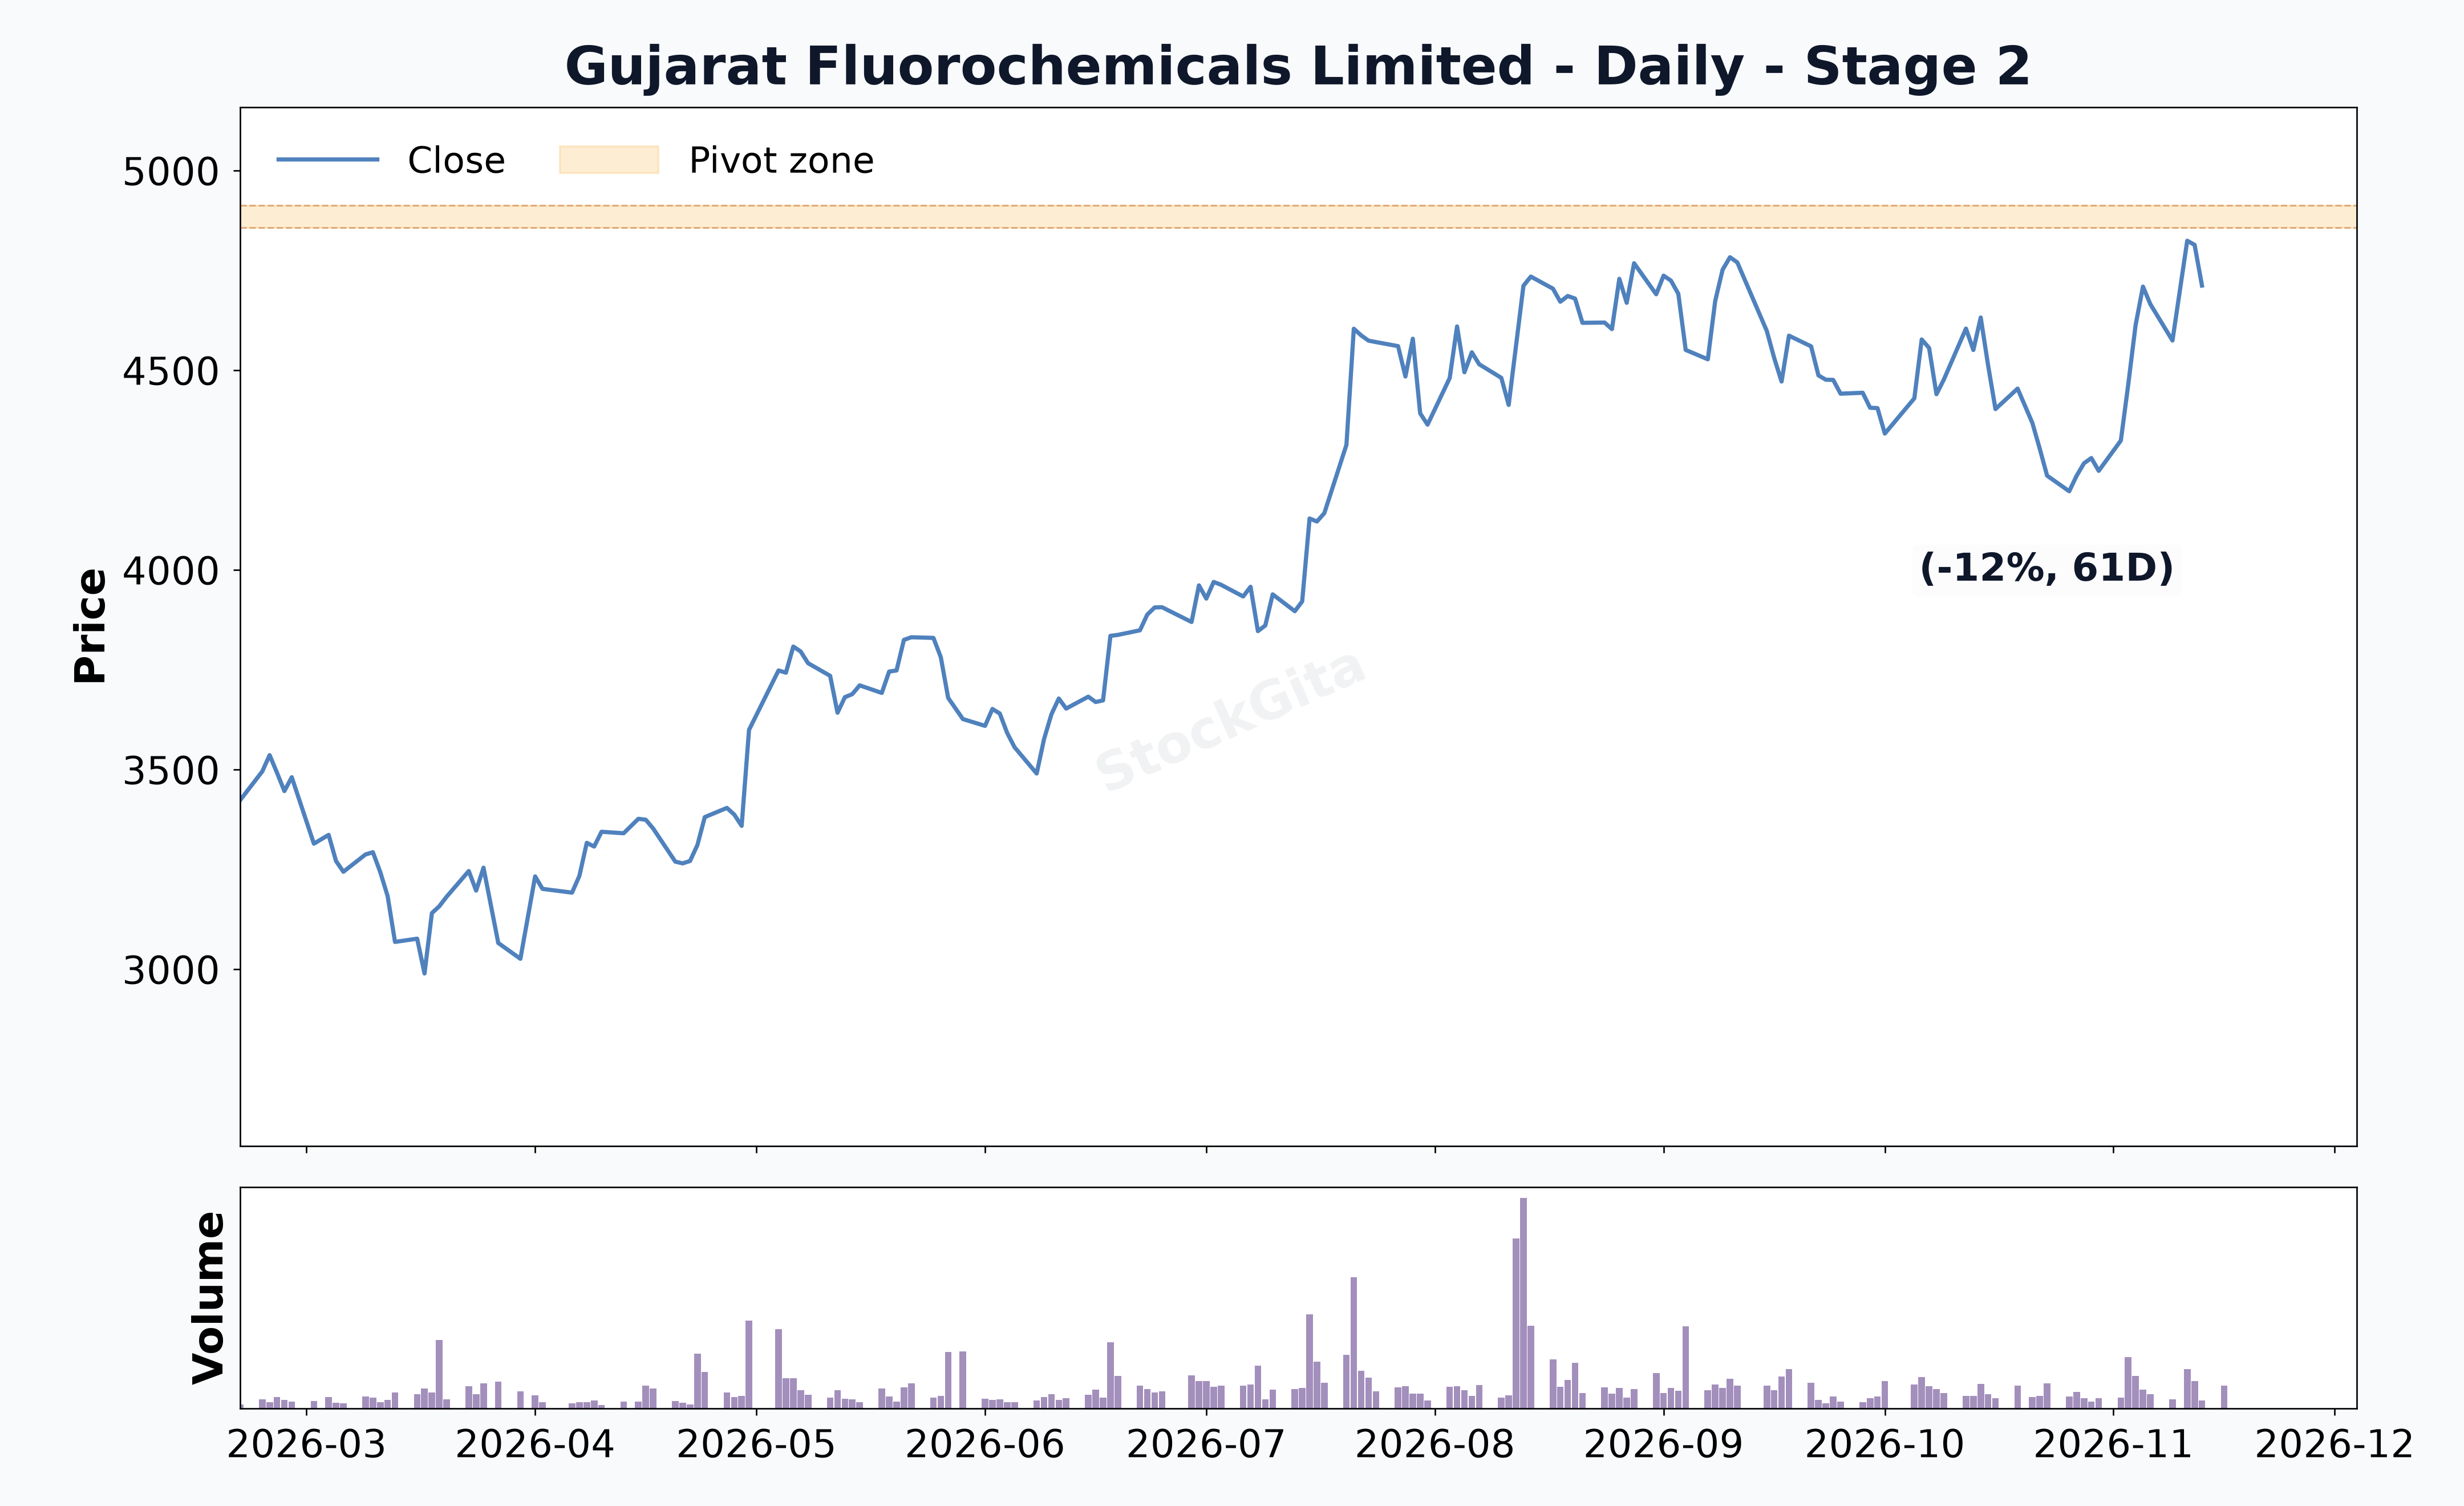 Gujarat Fluorochemicals Limited - Daily - Stage 2
Close
Pivot zone
5000
4500
4000
3500
3000
Price
(-12%, 61D)
StockGita
Volume
2026-03
2026-04
2026-05
2026-06
2026-07
2026-08
2026-09
2026-10
2026-11
2026-12